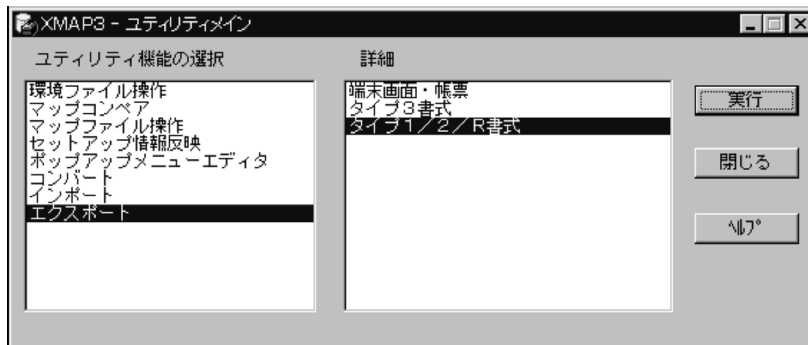 XMAP3 - ユティリティメイン
ユティリティ機能の選択
環境ファイル操作
マップコンペア
マップファイル操作
セットアップ情報反映
ポップアップメニューエディタ
コンバート
インポート
エクスポート
詳細
端末画面・帳票
タイプ3書式
タイプ1/2/R書式
実行
閉じる
ﾍﾙﾌﾟ